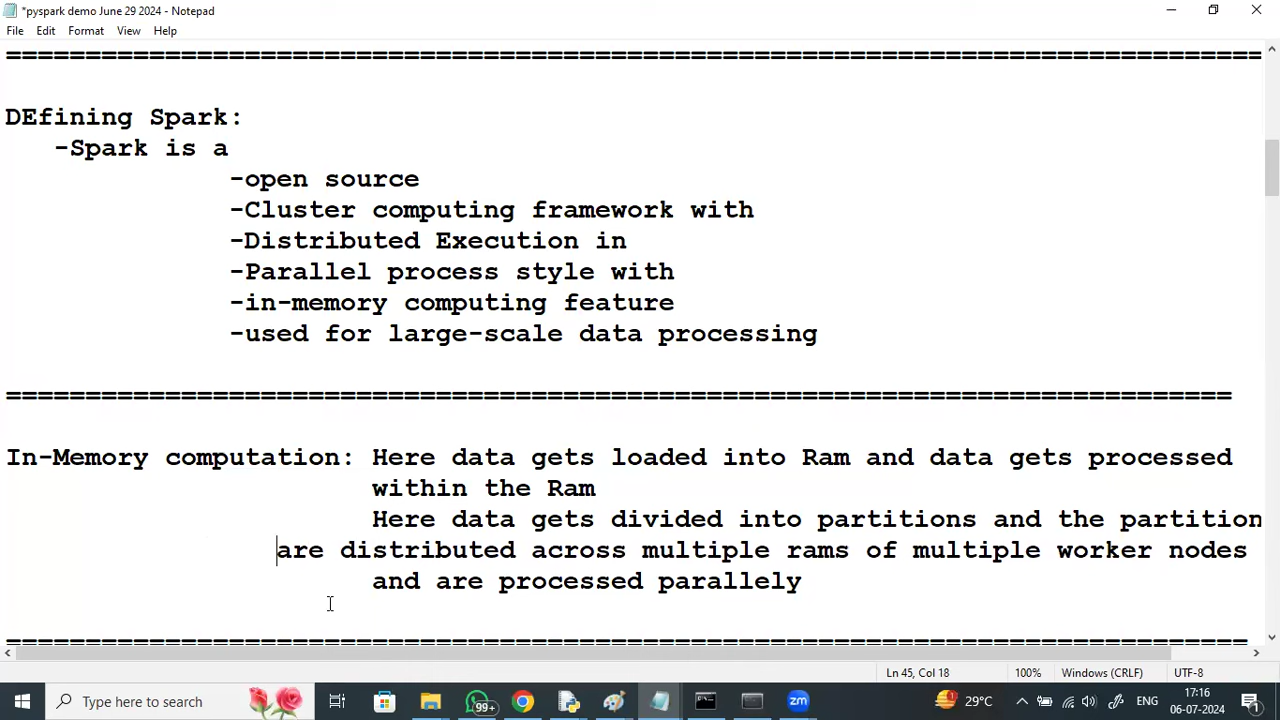 *pyspark demo June 29 2024 - Notepad
File Edit Format View Help
===============================================================================
DEfining Spark:
-Spark is a
-open source
-Cluster computing framework with
-Distributed Execution in
-Parallel process style with
-in-memory computing feature
-used for large-scale data processing
=============================================================================
In-Memory computation: Here data gets loaded into Ram and data gets processed
within the Ram
Here data gets divided into partitions and the partition
are distributed across multiple rams of multiple worker nodes
and are processed parallely
==============================================================================
Ln 45, Col 18 100% Windows (CRLF) UTF-8
Type here to search 99+ 1 29°C ENG 17:16 06-07-2024 1